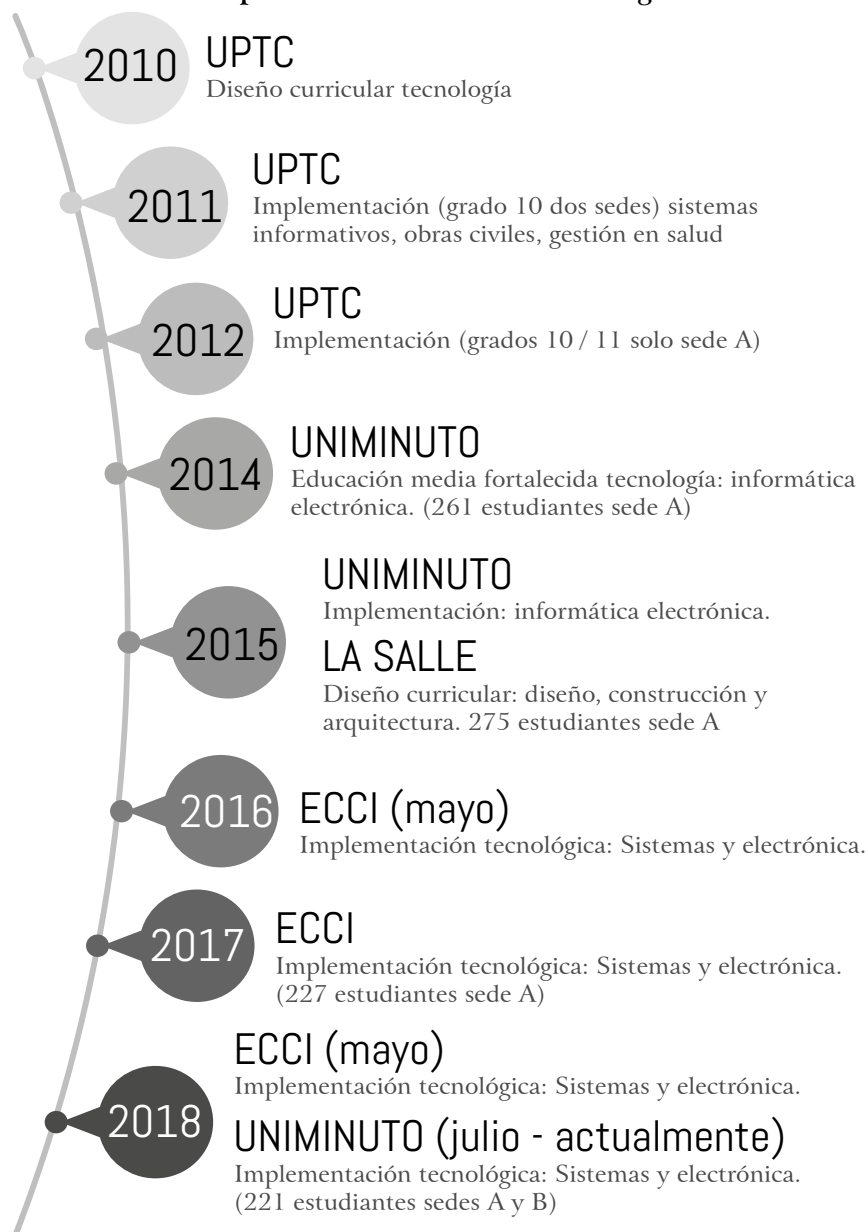 2010
UPTC
Diseño curricular tecnología
2011
UPTC
Implementación (grado 10 dos sedes) sistemas
informativos, obras civiles, gestión en salud
2012
UPTC
Implementación (grados 10 / 11 solo sede A)
2014
UNIMINUTO
Educación media fortalecida tecnología: informática
electrónica. (261 estudiantes sede A)
2015
UNIMINUTO
Implementación: informática electrónica.
LA SALLE
Diseño curricular: diseño, construcción y
arquitectura. 275 estudiantes sede A
2016
ECCI (mayo)
Implementación tecnológica: Sistemas y electrónica.
2017
ECCI
Implementación tecnológica: Sistemas y electrónica.
(227 estudiantes sede A)
2018
ECCI (mayo)
Implementación tecnológica: Sistemas y electrónica.
UNIMINUTO (julio - actualmente)
Implementación tecnológica: Sistemas y electrónica.
(221 estudiantes sedes A y B)